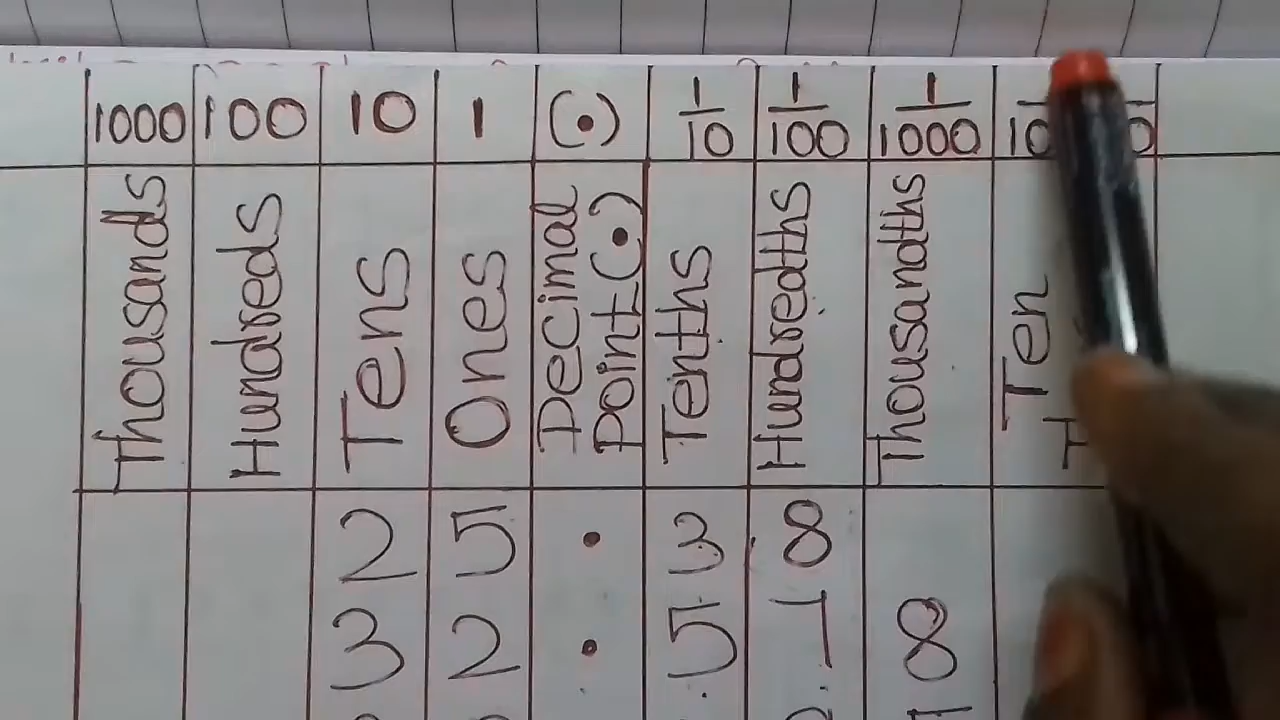 1000 100 10 1 (.) 1/10 1/100 1/1000
Thousands Hundreds Tens Ones Decimal Point (.) Tenths Hundredths Thousandths Ten
2 5 . 3 8
3 2 . 5 1 8